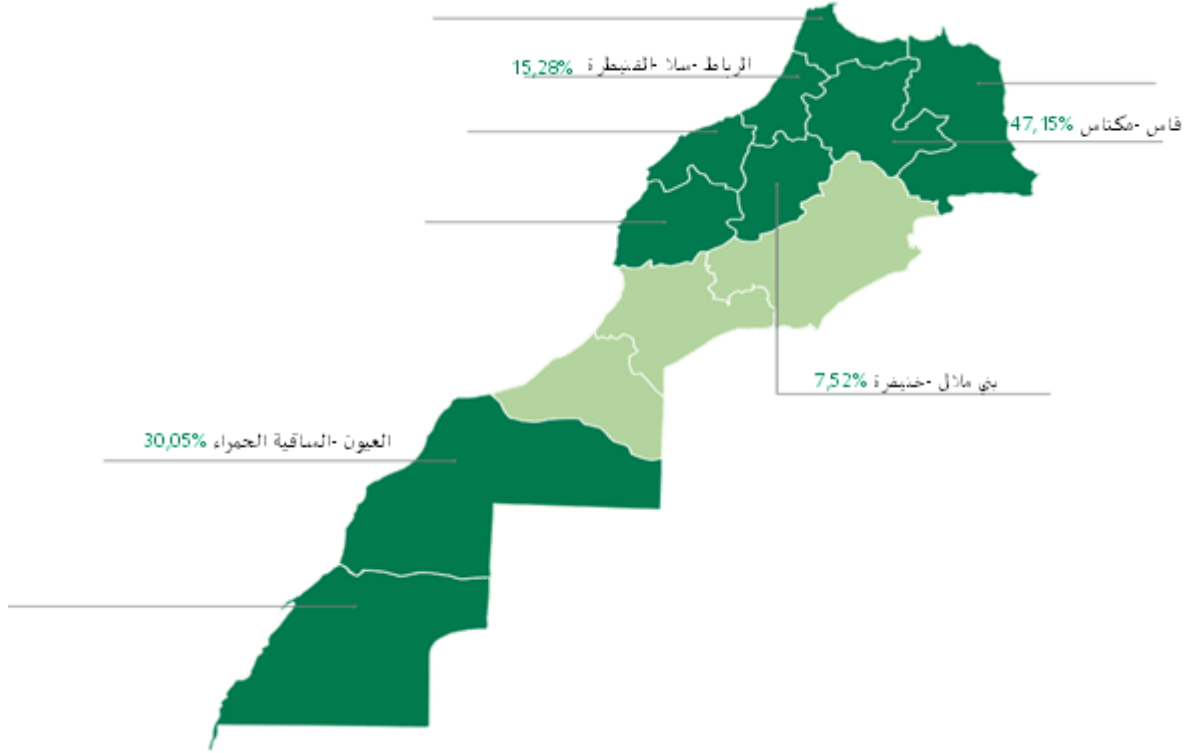 الرباط -سلا -القنيطرة 15,28%
فاس -مكناس 47,15%
بني ملال -خنيفرة 7,52%
العيون -الساقية الحمراء 30,05%